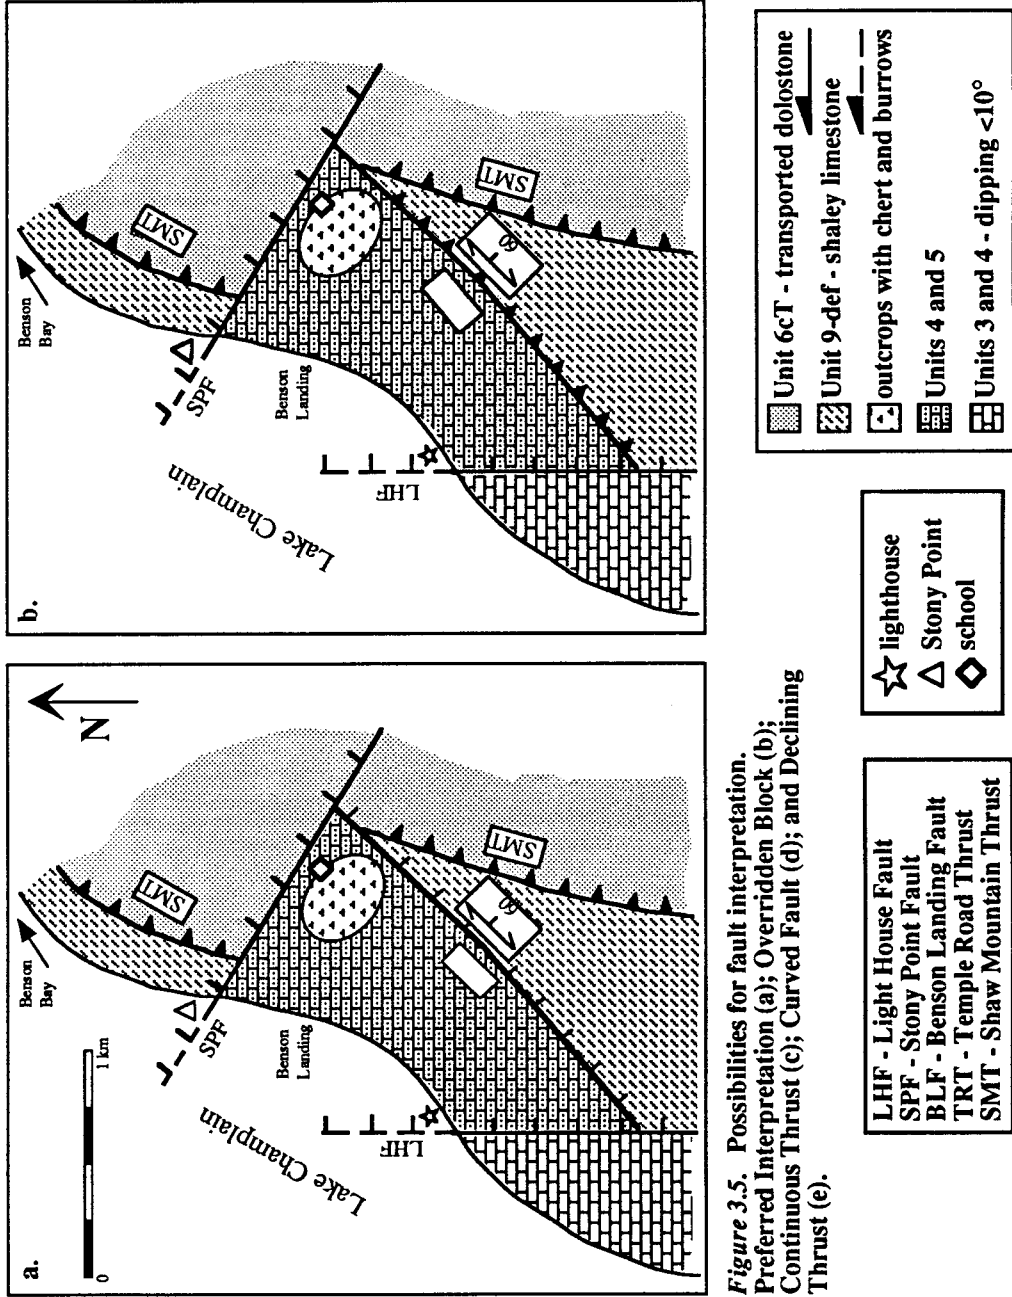 a.
N
0
1 km
Benson
Bay
SMT
SPF
Benson
Landing
LHF
Lake Champlain
60
SMT
b.
Benson
Bay
SMT
SPF
Benson
Landing
LHF
Lake Champlain
60
SMT
Figure 3.5. Possibilities for fault interpretation.
Preferred Interpretation (a); Overridden Block (b);
Continuous Thrust (c); Curved Fault (d); and Declining
Thrust (e).
LHF - Light House Fault
SPF - Stony Point Fault
BLF - Benson Landing Fault
TRT - Temple Road Thrust
SMT - Shaw Mountain Thrust
lighthouse
Stony Point
school
Unit 6cT - transported dolostone
Unit 9-def - shaley limestone
outcrops with chert and burrows
Units 4 and 5
Units 3 and 4 - dipping <10°